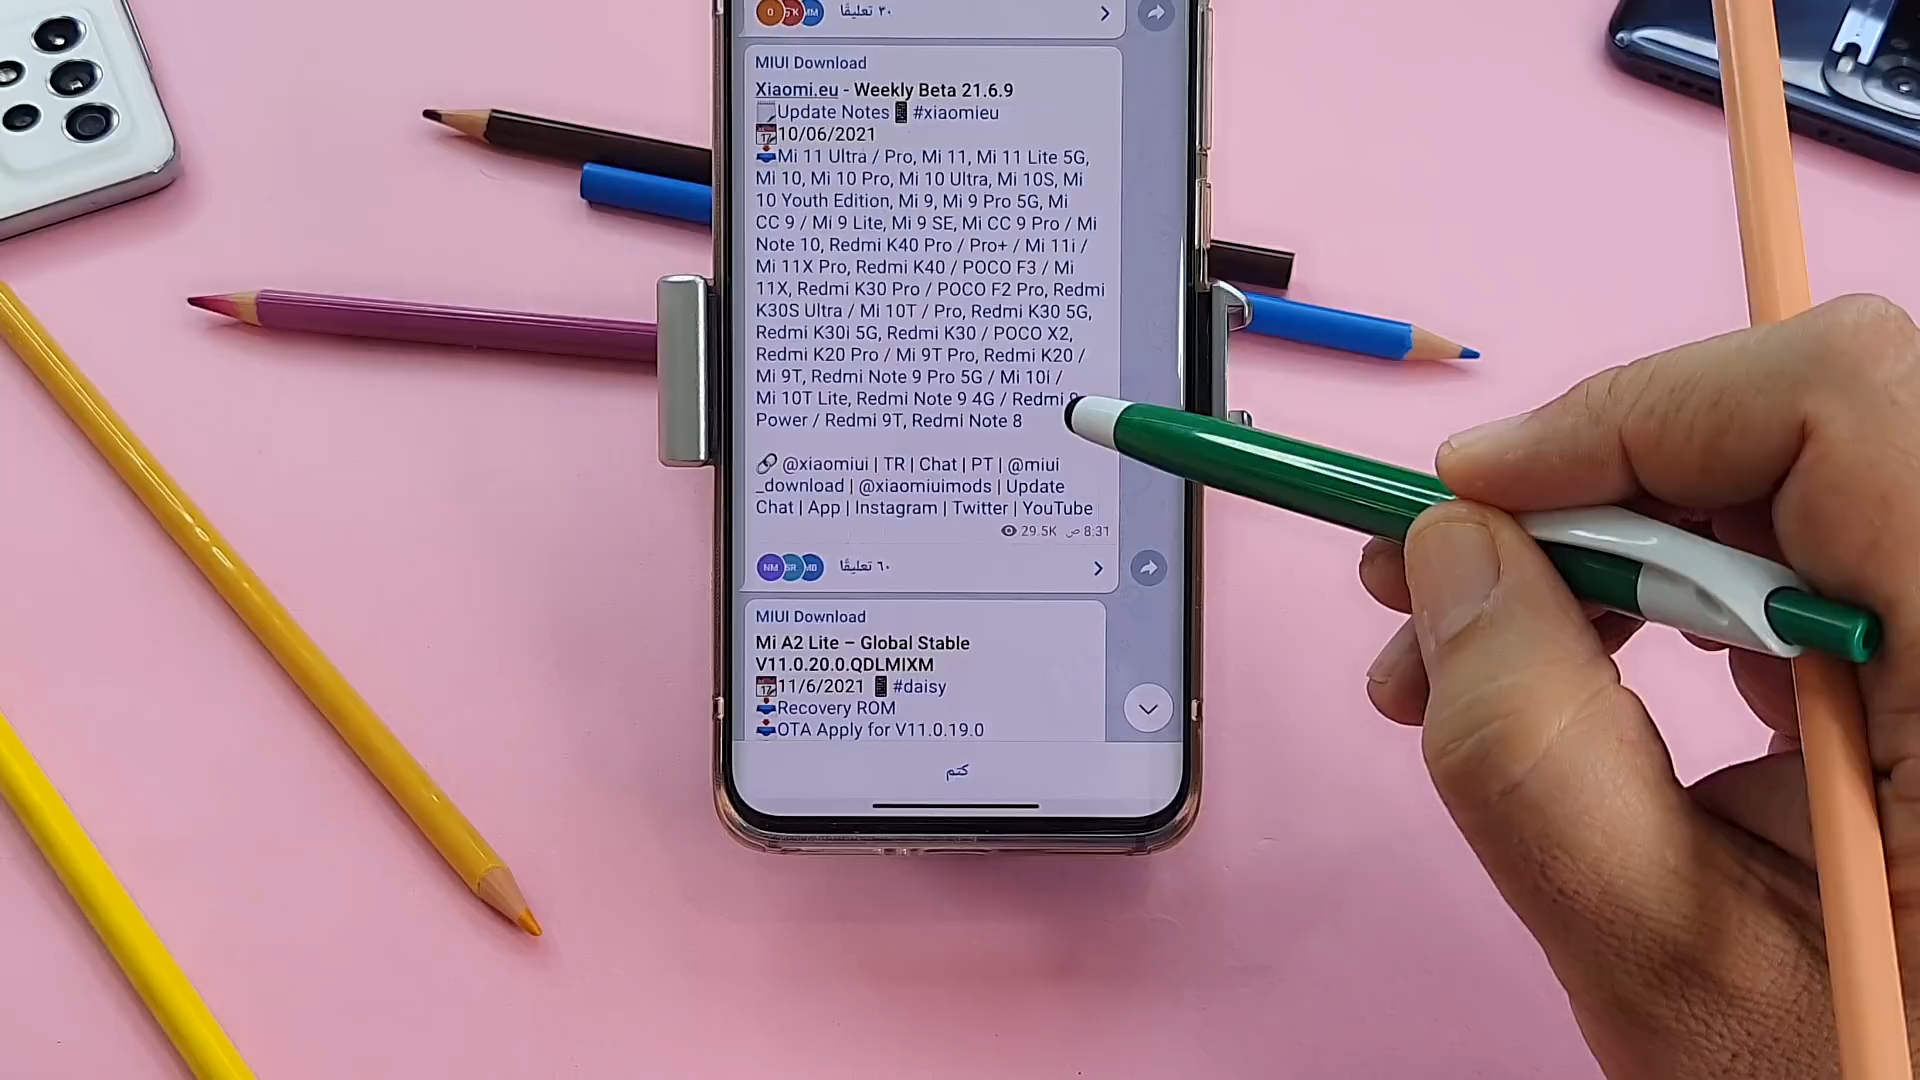 ٣٠ تعليقًا
MIUI Download
Xiaomi.eu - Weekly Beta 21.6.9
Update Notes #xiaomieu
10/06/2021
Mi 11 Ultra / Pro, Mi 11, Mi 11 Lite 5G,
Mi 10, Mi 10 Pro, Mi 10 Ultra, Mi 10S, Mi
10 Youth Edition, Mi 9, Mi 9 Pro 5G, Mi
CC 9 / Mi 9 Lite, Mi 9 SE, Mi CC 9 Pro / Mi
Note 10, Redmi K40 Pro / Pro+ / Mi 11i /
Mi 11X Pro, Redmi K40 / POCO F3 / Mi
11X, Redmi K30 Pro / POCO F2 Pro, Redmi
K30S Ultra / Mi 10T / Pro, Redmi K30 5G,
Redmi K30i 5G, Redmi K30 / POCO X2,
Redmi K20 Pro / Mi 9T Pro, Redmi K20 /
Mi 9T, Redmi Note 9 Pro 5G / Mi 10i /
Mi 10T Lite, Redmi Note 9 4G / Redmi 9
Power / Redmi 9T, Redmi Note 8
@xiaomiui | TR | Chat | PT | @miui
_download | @xiaomiuimods | Update
Chat | App | Instagram | Twitter | YouTube
29.5K 8:31 ص
NM SR MB ٦٠ تعليقًا
MIUI Download
Mi A2 Lite – Global Stable
V11.0.20.0.QDLMIXM
11/6/2021 #daisy
Recovery ROM
OTA Apply for V11.0.19.0
كتم